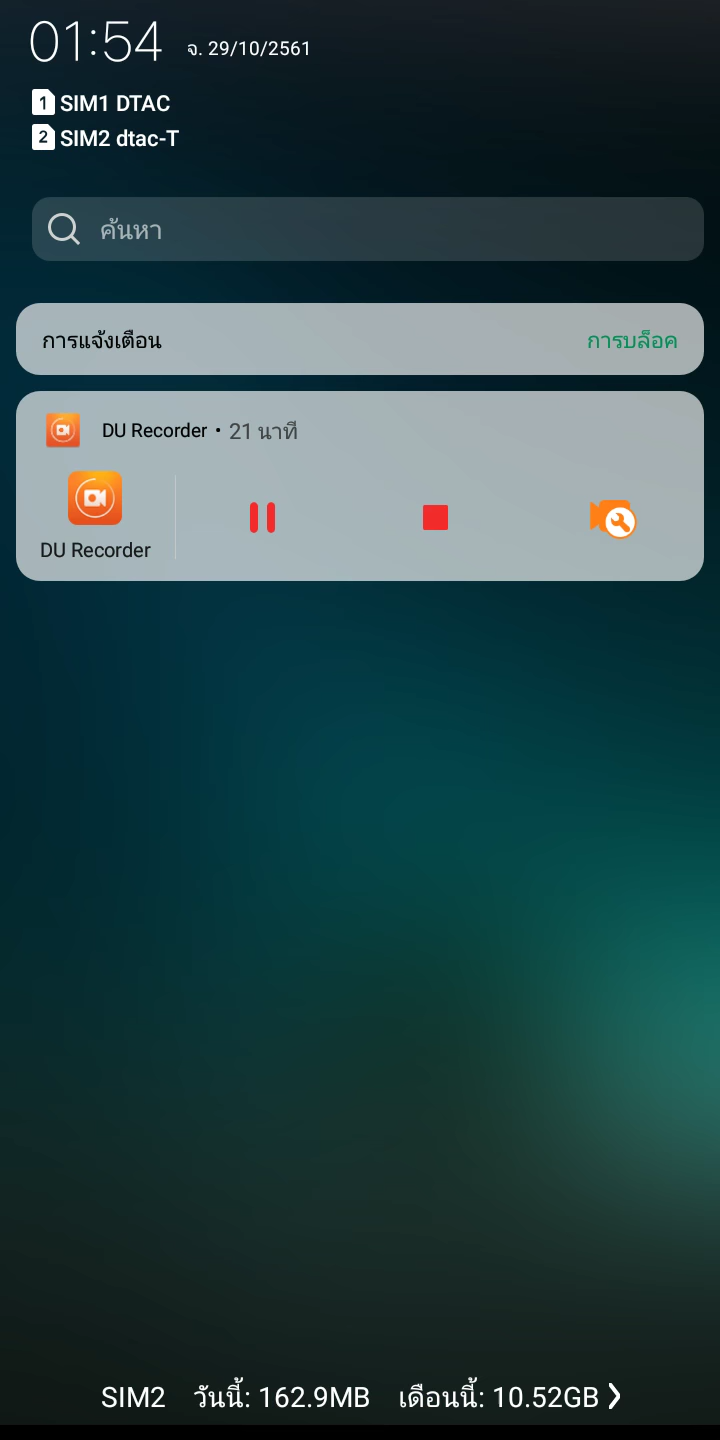 01:54 จ. 29/10/2561
1 SIM1 DTAC
2 SIM2 dtac-T
ค้นหา
การแจ้งเตือน การบล็อค
DU Recorder • 21 นาที
DU Recorder
SIM2 วันนี้: 162.9MB เดือนนี้: 10.52GB